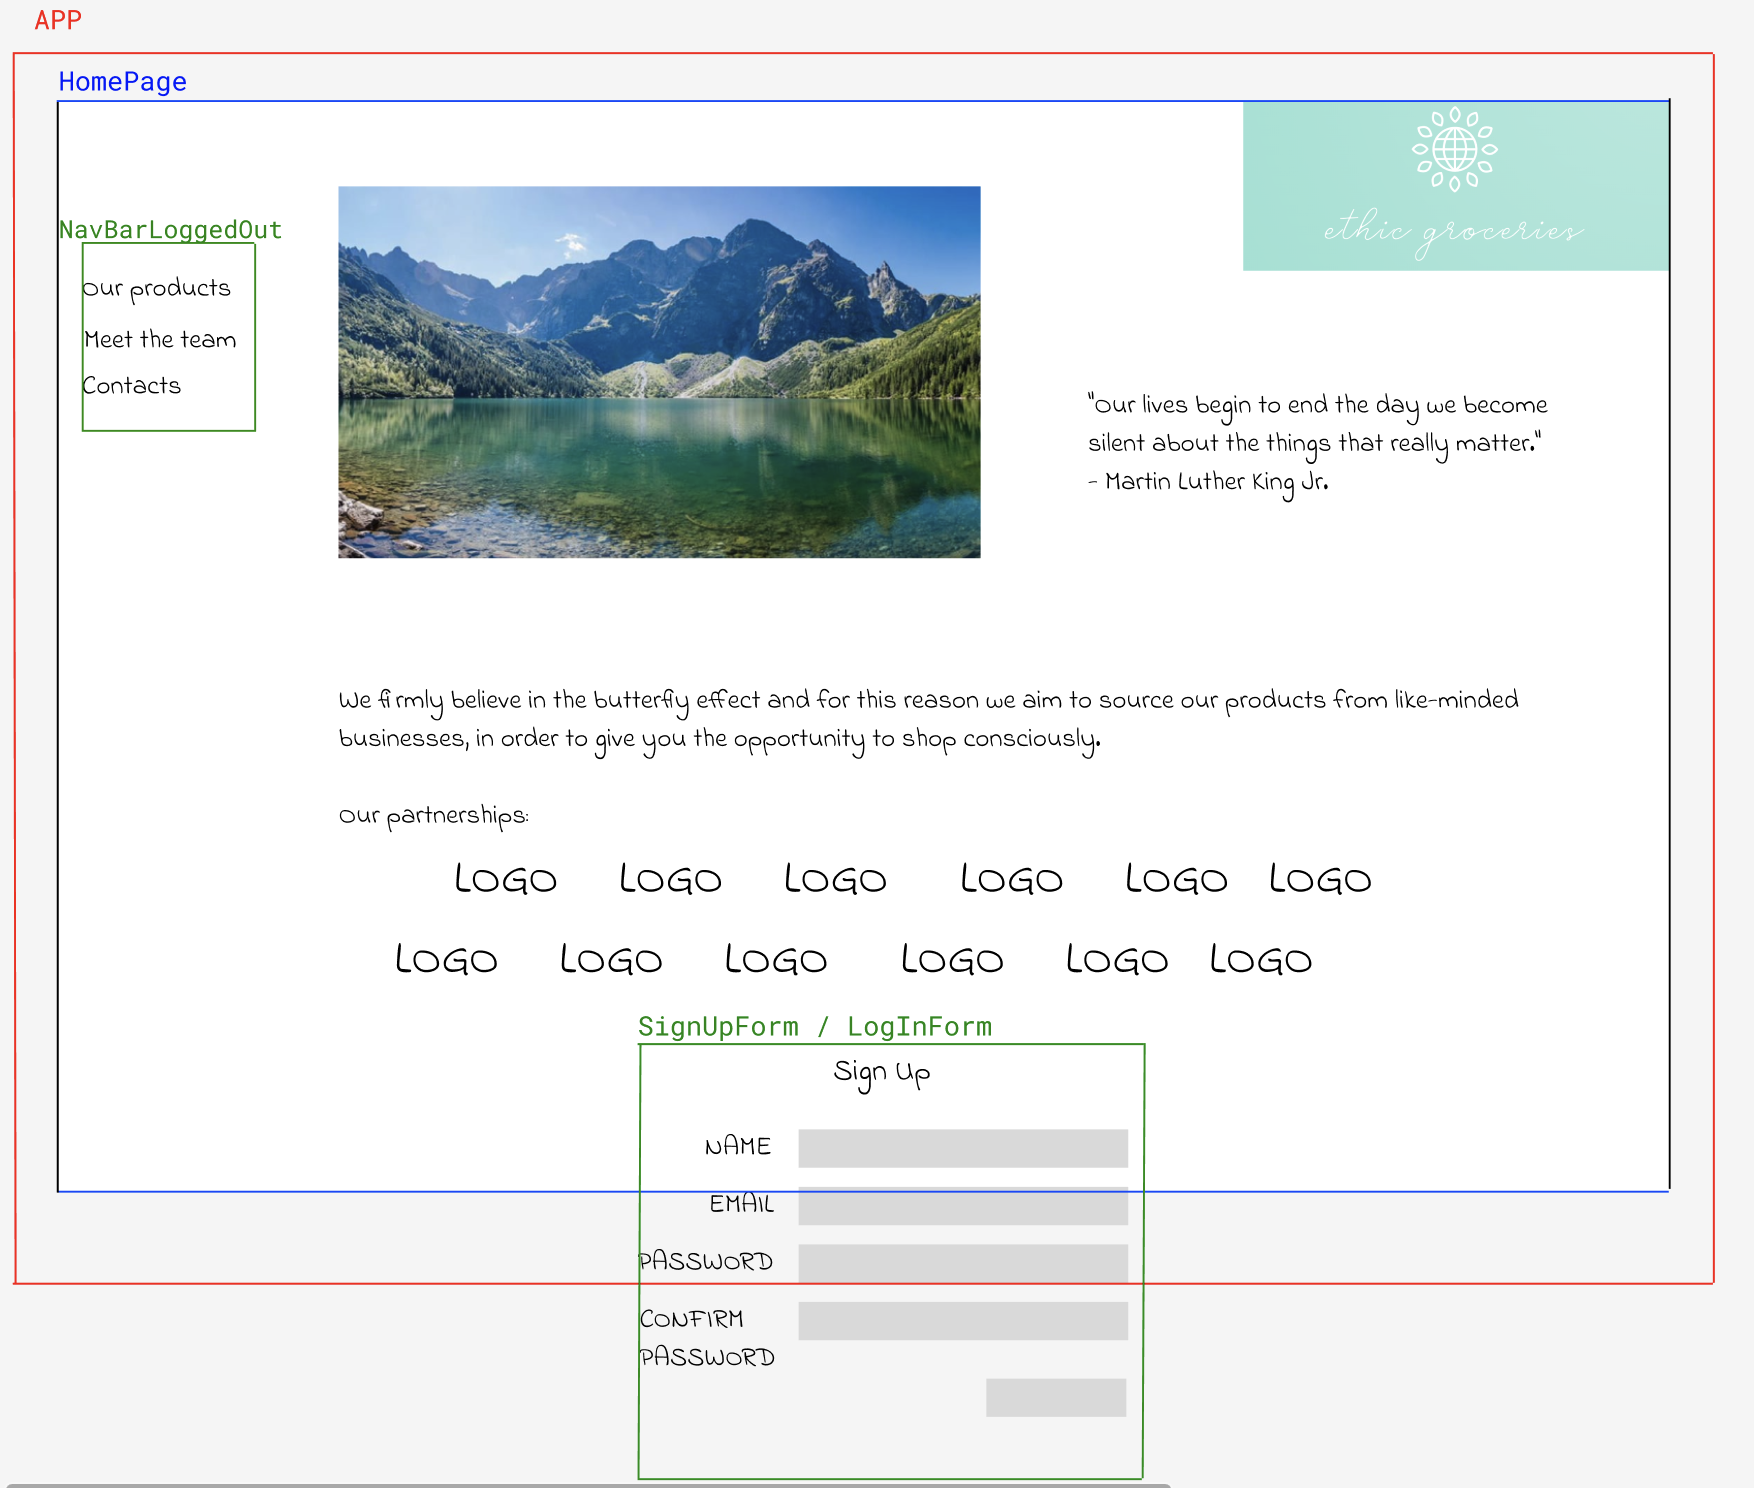 APP
HomePage
ethic groceries
NavBarLoggedOut
Our products
Meet the team
Contacts
"Our lives begin to end the day we become
silent about the things that really matter."
- Martin Luther King Jr.
We firmly believe in the butterfly effect and for this reason we aim to source our products from like-minded
businesses, in order to give you the opportunity to shop consciously.
Our partnerships:
LOGO LOGO LOGO LOGO LOGO LOGO
LOGO LOGO LOGO LOGO LOGO LOGO
SignUpForm / LogInForm
Sign Up
NAME
EMAIL
PASSWORD
CONFIRM
PASSWORD